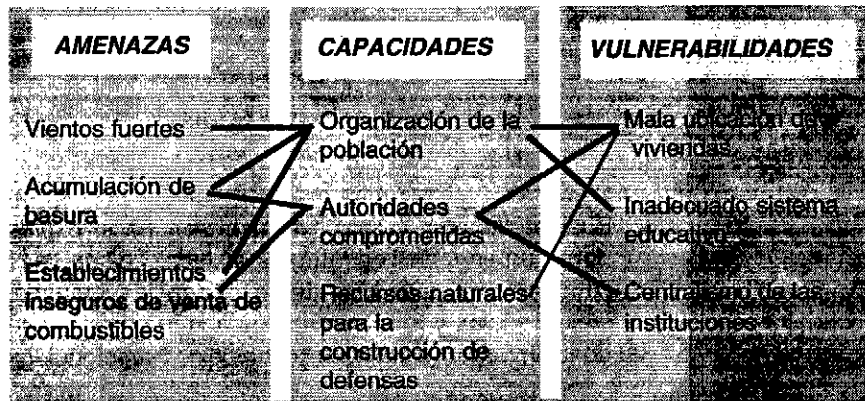 AMENAZAS
Vientos fuertes
Acumulación de
basura
Establecimientos
inseguros de venta de
combustibles
CAPACIDADES
Organización de la
población
Autoridades
comprometidas
Recursos naturales
para la
construcción de
defensas
VULNERABILIDADES
Mala ubicación de
viviendas
Inadecuado sistema
educativo
Centralismo de las
instituciones